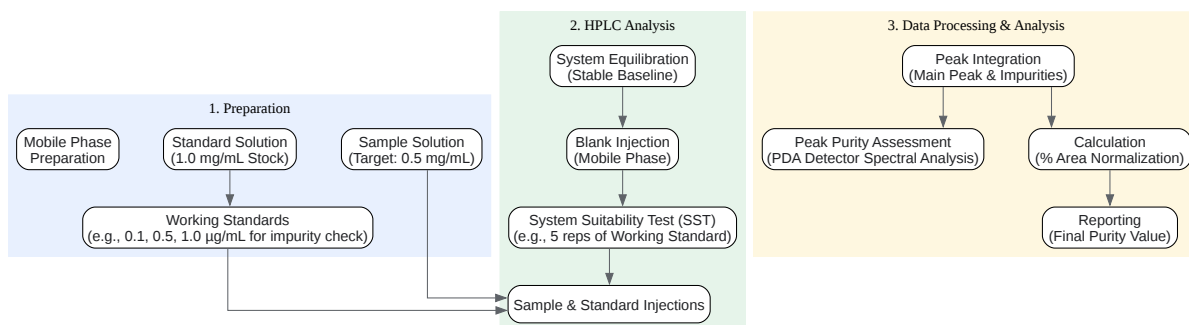 1. Preparation
Mobile Phase
Preparation
Standard Solution
(1.0 mg/mL Stock)
Sample Solution
(Target: 0.5 mg/mL)
Working Standards
(e.g., 0.1, 0.5, 1.0 µg/mL for impurity check)
2. HPLC Analysis
System Equilibration
(Stable Baseline)
Blank Injection
(Mobile Phase)
System Suitability Test (SST)
(e.g., 5 reps of Working Standard)
Sample & Standard Injections
3. Data Processing & Analysis
Peak Integration
(Main Peak & Impurities)
Peak Purity Assessment
(PDA Detector Spectral Analysis)
Calculation
(% Area Normalization)
Reporting
(Final Purity Value)